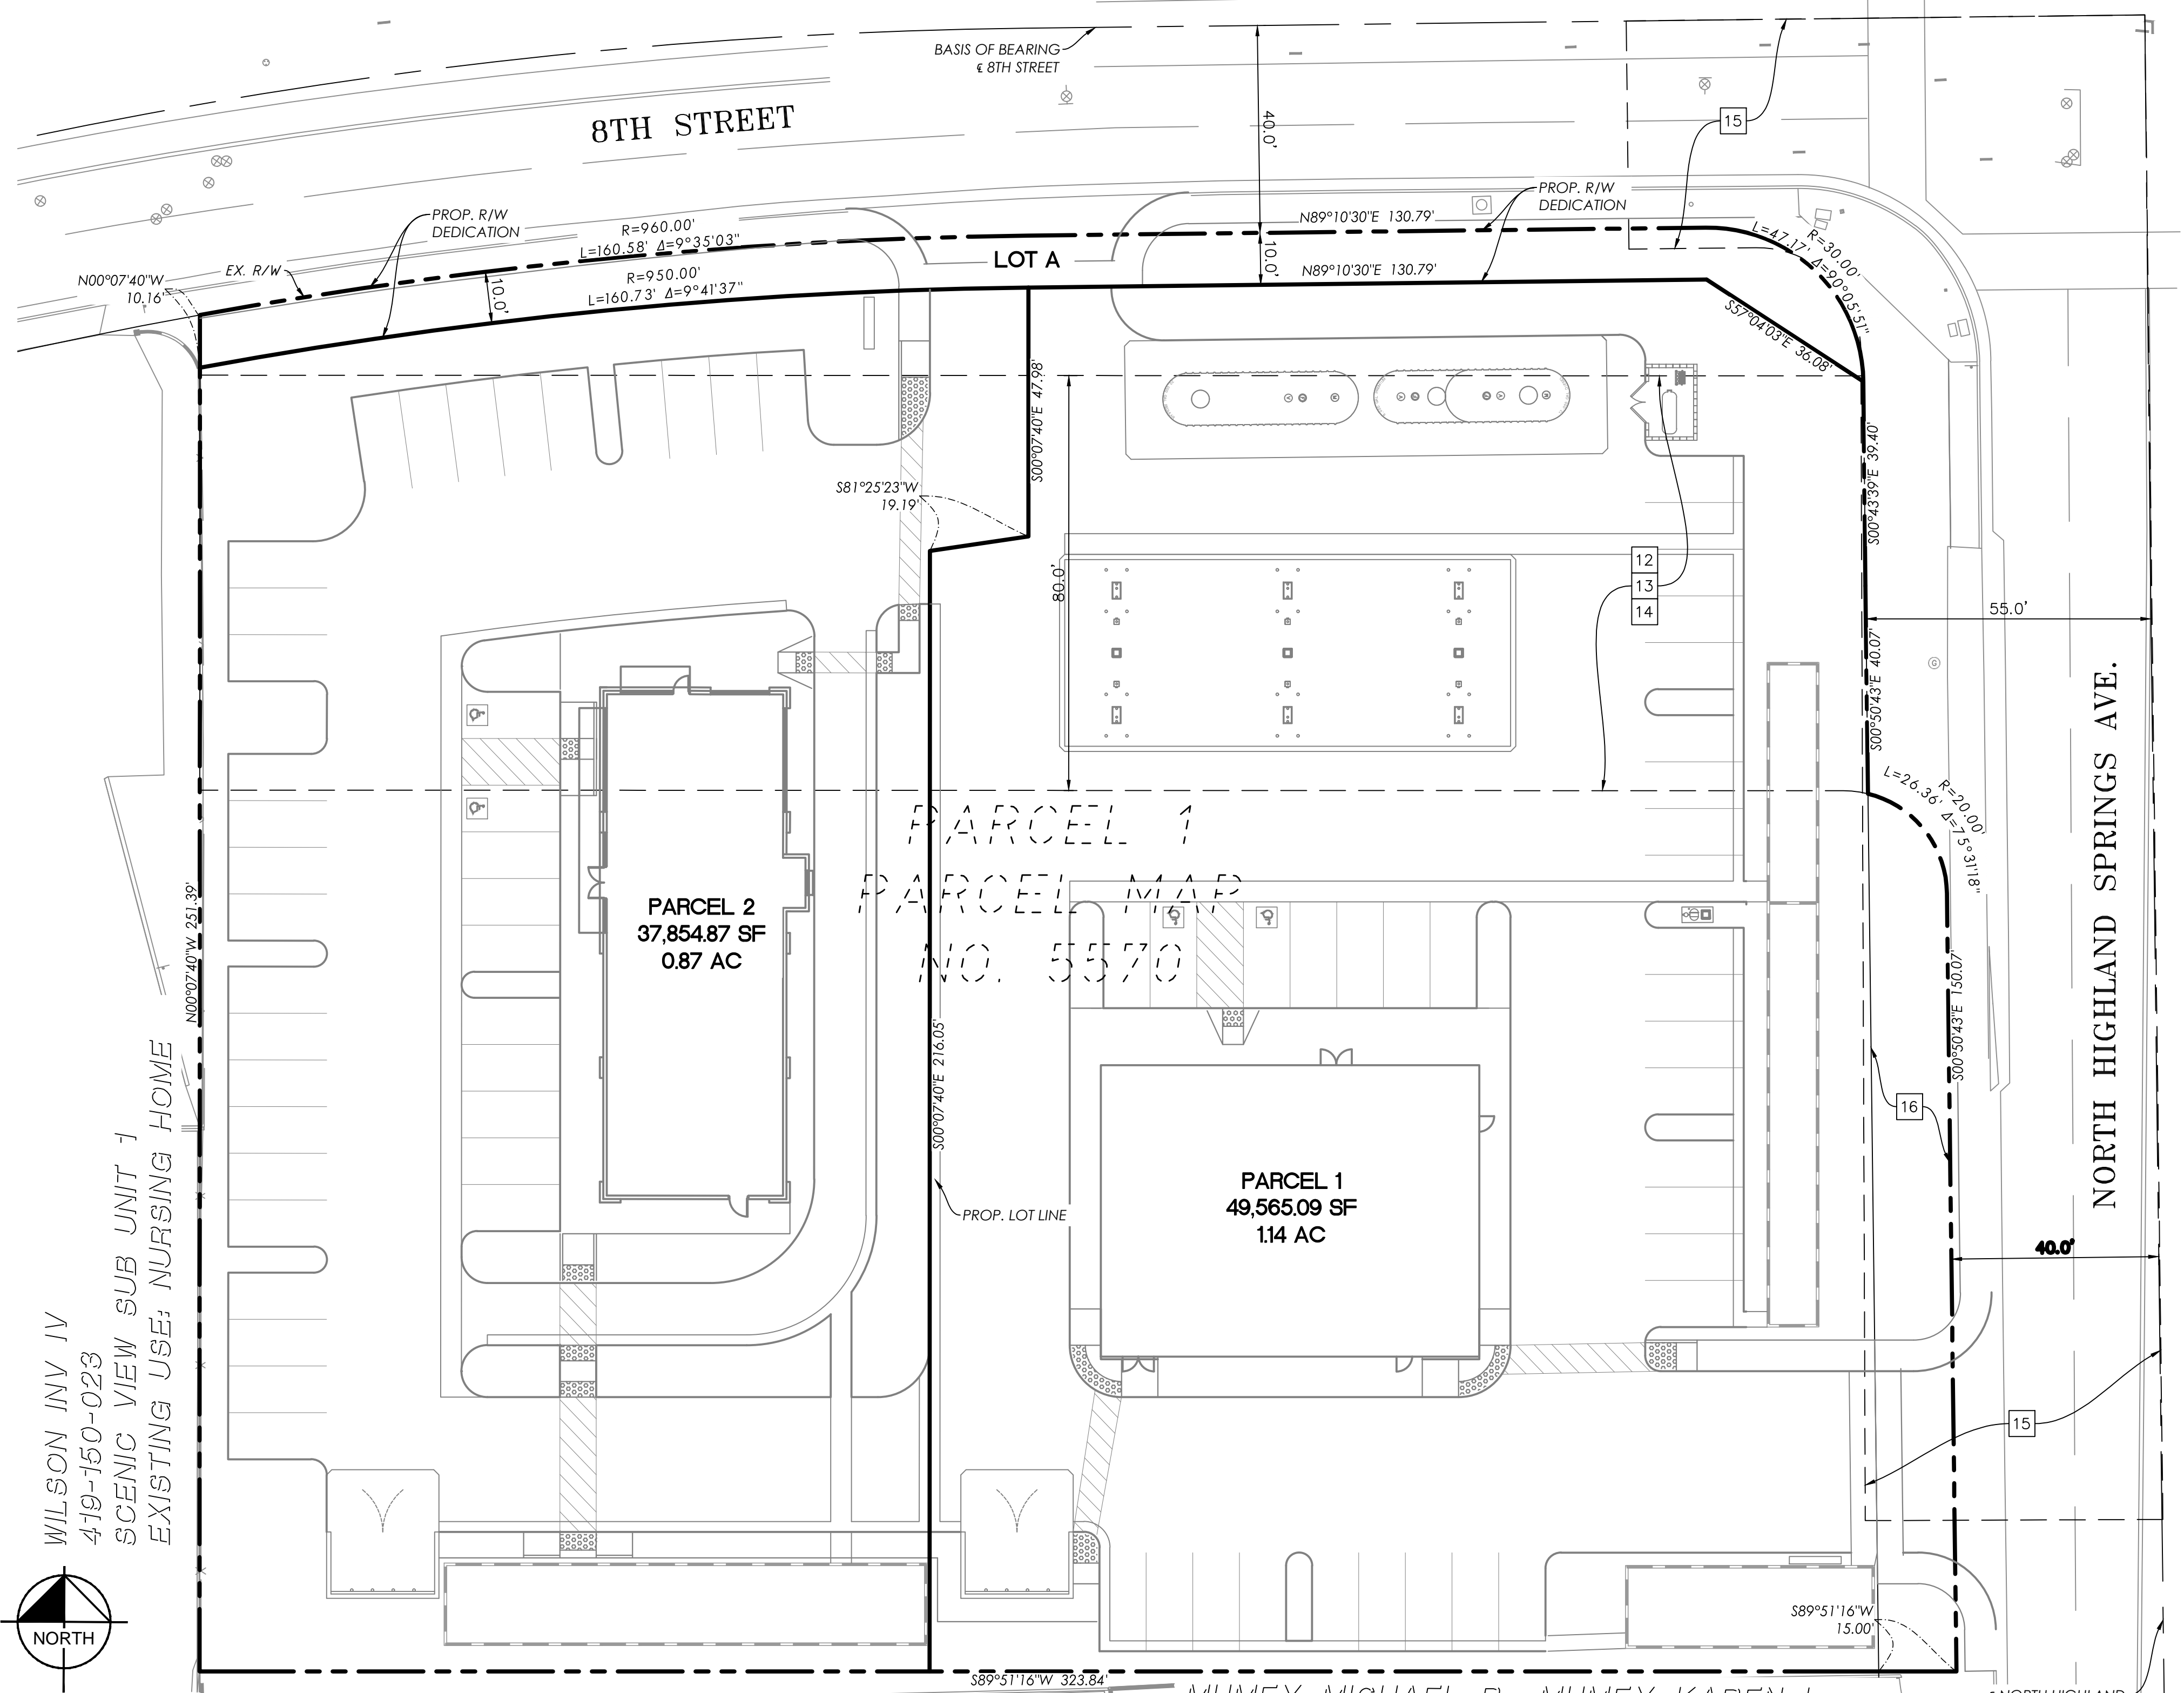 BASIS OF BEARING
℄ 8TH STREET
8TH STREET
40.0'
15
PROP. R/W
DEDICATION
PROP. R/W
DEDICATION
R=960.00'
L=160.58' Δ=9°35'03"
N89°10'30"E 130.79'
LOT A
10.0'
EX. R/W
N00°07'40"W
10.16'
R=950.00'
L=160.73' Δ=9°41'37"
10.0'
N89°10'30"E 130.79'
R=30.00'
L=47.17' Δ=90°05'51"
S57°04'03"E 36.08'
S00°07'40"E 47.98'
S00°43'39"E 39.40'
S81°25'23"W
19.19'
80.0'
12
13
14
55.0'
S00°50'43"E 40.07'
R=20.00'
L=26.36' Δ=75°31'18"
NORTH HIGHLAND SPRINGS AVE.
PARCEL 1
PARCEL MAP
NO. 5570
PARCEL 2
37,854.87 SF
0.87 AC
N00°07'40"W 251.39'
S00°07'40"E 216.05'
S00°50'43"E 150.07'
16
PROP. LOT LINE
PARCEL 1
49,565.09 SF
1.14 AC
40.0'
15
WILSON INV IV
419-150-023
SCENIC VIEW SUB UNIT 1
EXISTING USE: NURSING HOME
NORTH
S89°51'16"W
15.00'
S89°51'16"W 323.84'
NORTH HIGHLAND